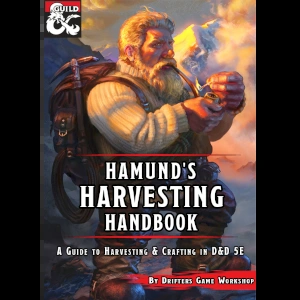 GUILD
HAMUND'S
HARVESTING
HANDBOOK
A Guide to Harvesting & Crafting in D&D 5E
By Drifters Game Workshop